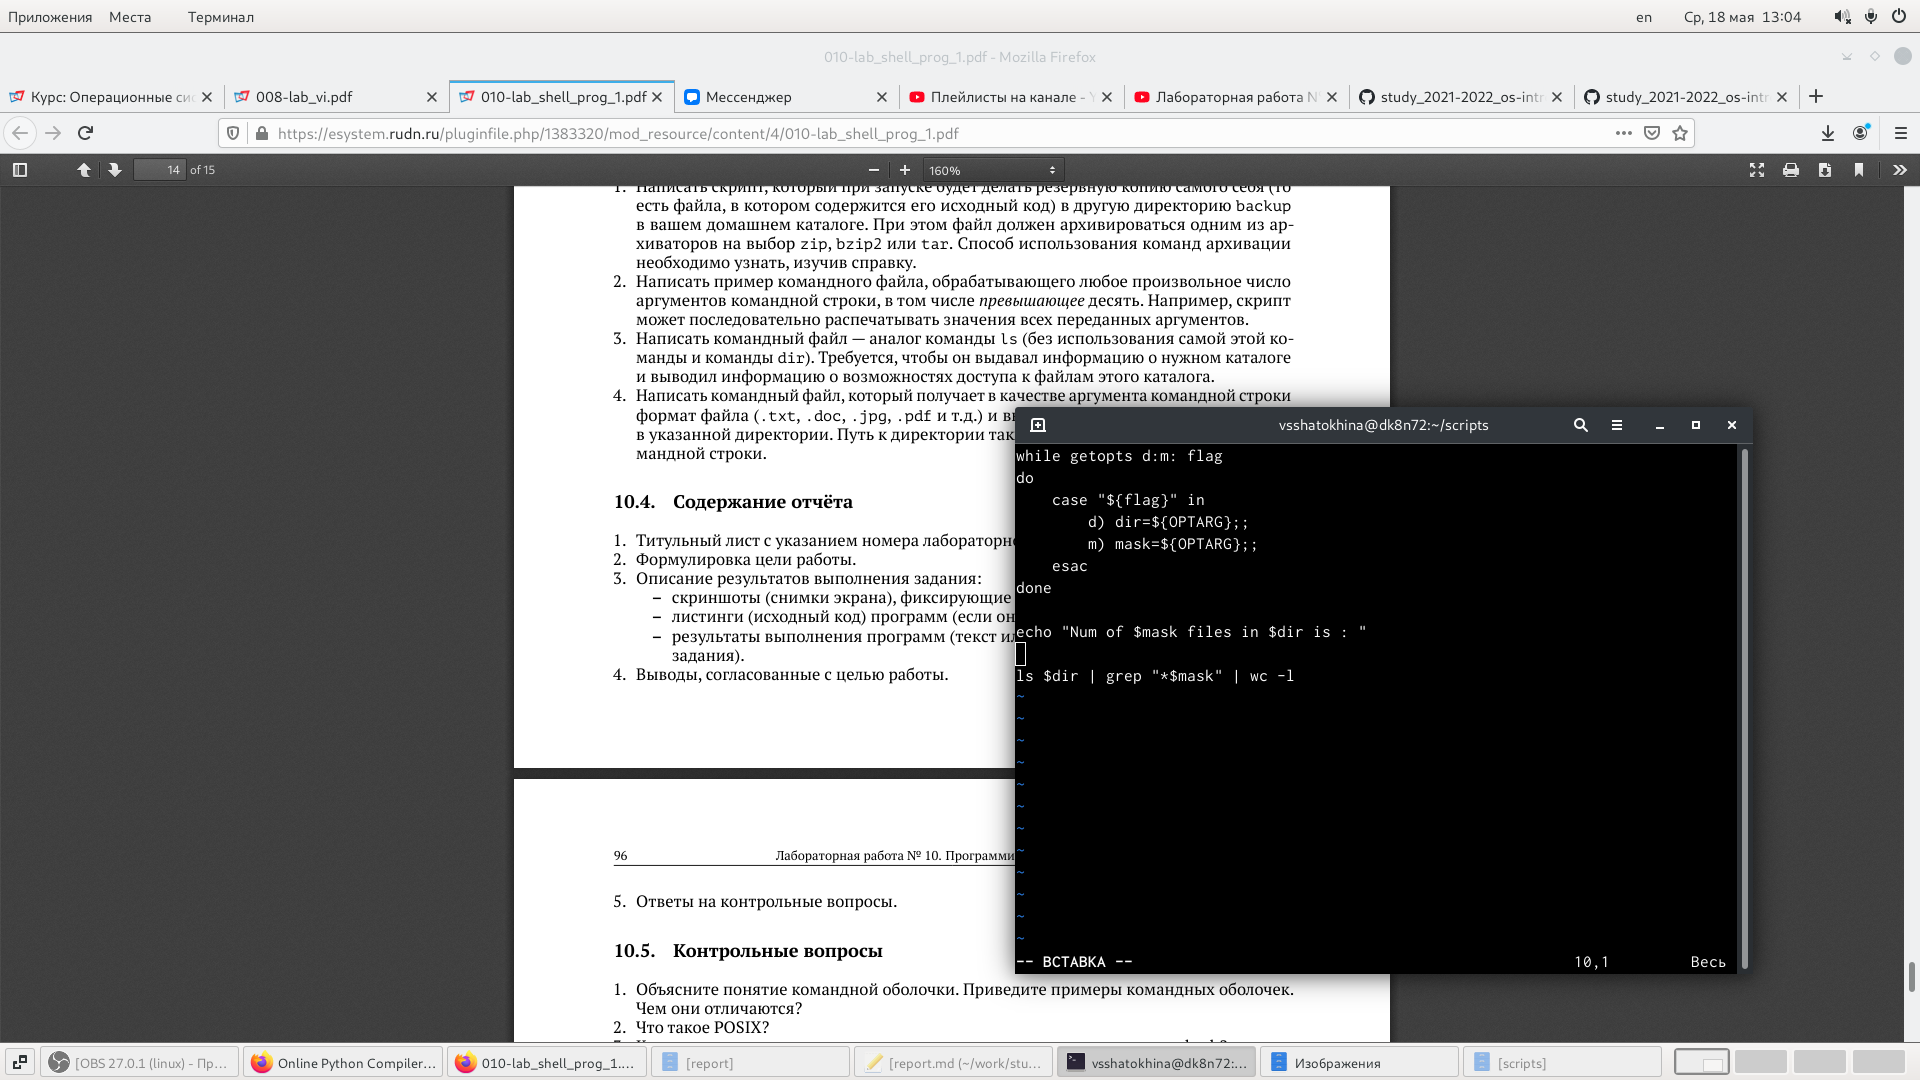 Приложения Места Терминал en Ср, 18 мая 13:04
010-lab_shell_prog_1.pdf - Mozilla Firefox
Курс: Операционные си 008-lab_vi.pdf 010-lab_shell_prog_1.pdf Мессенджер Плейлисты на канале - Лабораторная работа study_2021-2022_os-intr study_2021-2022_os-intr
https://esystem.rudn.ru/pluginfile.php/1383320/mod_resource/content/4/010-lab_shell_prog_1.pdf
14 of 15 160%
1. Написать скрипт, который при запуске будет делать резервную копию самого себя (то
есть файла, в котором содержится его исходный код) в другую директорию backup
в вашем домашнем каталоге. При этом файл должен архивироваться одним из ар-
хиваторов на выбор zip, bzip2 или tar. Способ использования команд архивации
необходимо узнать, изучив справку.
2. Написать пример командного файла, обрабатывающего любое произвольное число
аргументов командной строки, в том числе превышающее десять. Например, скрипт
может последовательно распечатывать значения всех переданных аргументов.
3. Написать командный файл — аналог команды ls (без использования самой этой ко-
манды и команды dir). Требуется, чтобы он выдавал информацию о нужном каталоге
и выводил информацию о возможностях доступа к файлам этого каталога.
4. Написать командный файл, который получает в качестве аргумента командной строки
формат файла (.txt, .doc, .jpg, .pdf и т.д.) и
в указанной директории. Путь к директории
мандной строки.
10.4. Содержание отчёта
1. Титульный лист с указанием номера
2. Формулировка цели работы.
3. Описание результатов выполнения задания:
– скриншоты (снимки экрана), фиксирующие
– листинги (исходный код) программ (если
– результаты выполнения программ (текст
задания).
4. Выводы, согласованные с целью работы.
96 Лабораторная работа № 10.
5. Ответы на контрольные вопросы.
10.5. Контрольные вопросы
1. Объясните понятие командной оболочки. Приведите примеры командных оболочек.
Чем они отличаются?
2. Что такое POSIX?
vsshatokhina@dk8n72:~/scripts
while getopts d:m: flag
do
    case "${flag}" in
        d) dir=${OPTARG};;
        m) mask=${OPTARG};;
    esac
done
echo "Num of $mask files in $dir is : "
ls $dir | grep "*$mask" | wc -l
~
~
~
~
~
~
~
~
~
~
~
~
-- ВСТАВКА -- 10,1 Весь
[OBS 27.0.1 (linux) - Пр... Online Python Compiler... 010-lab_shell_prog_1.... [report] [report.md (~/work/stu... vsshatokhina@dk8n72:... Изображения [scripts]